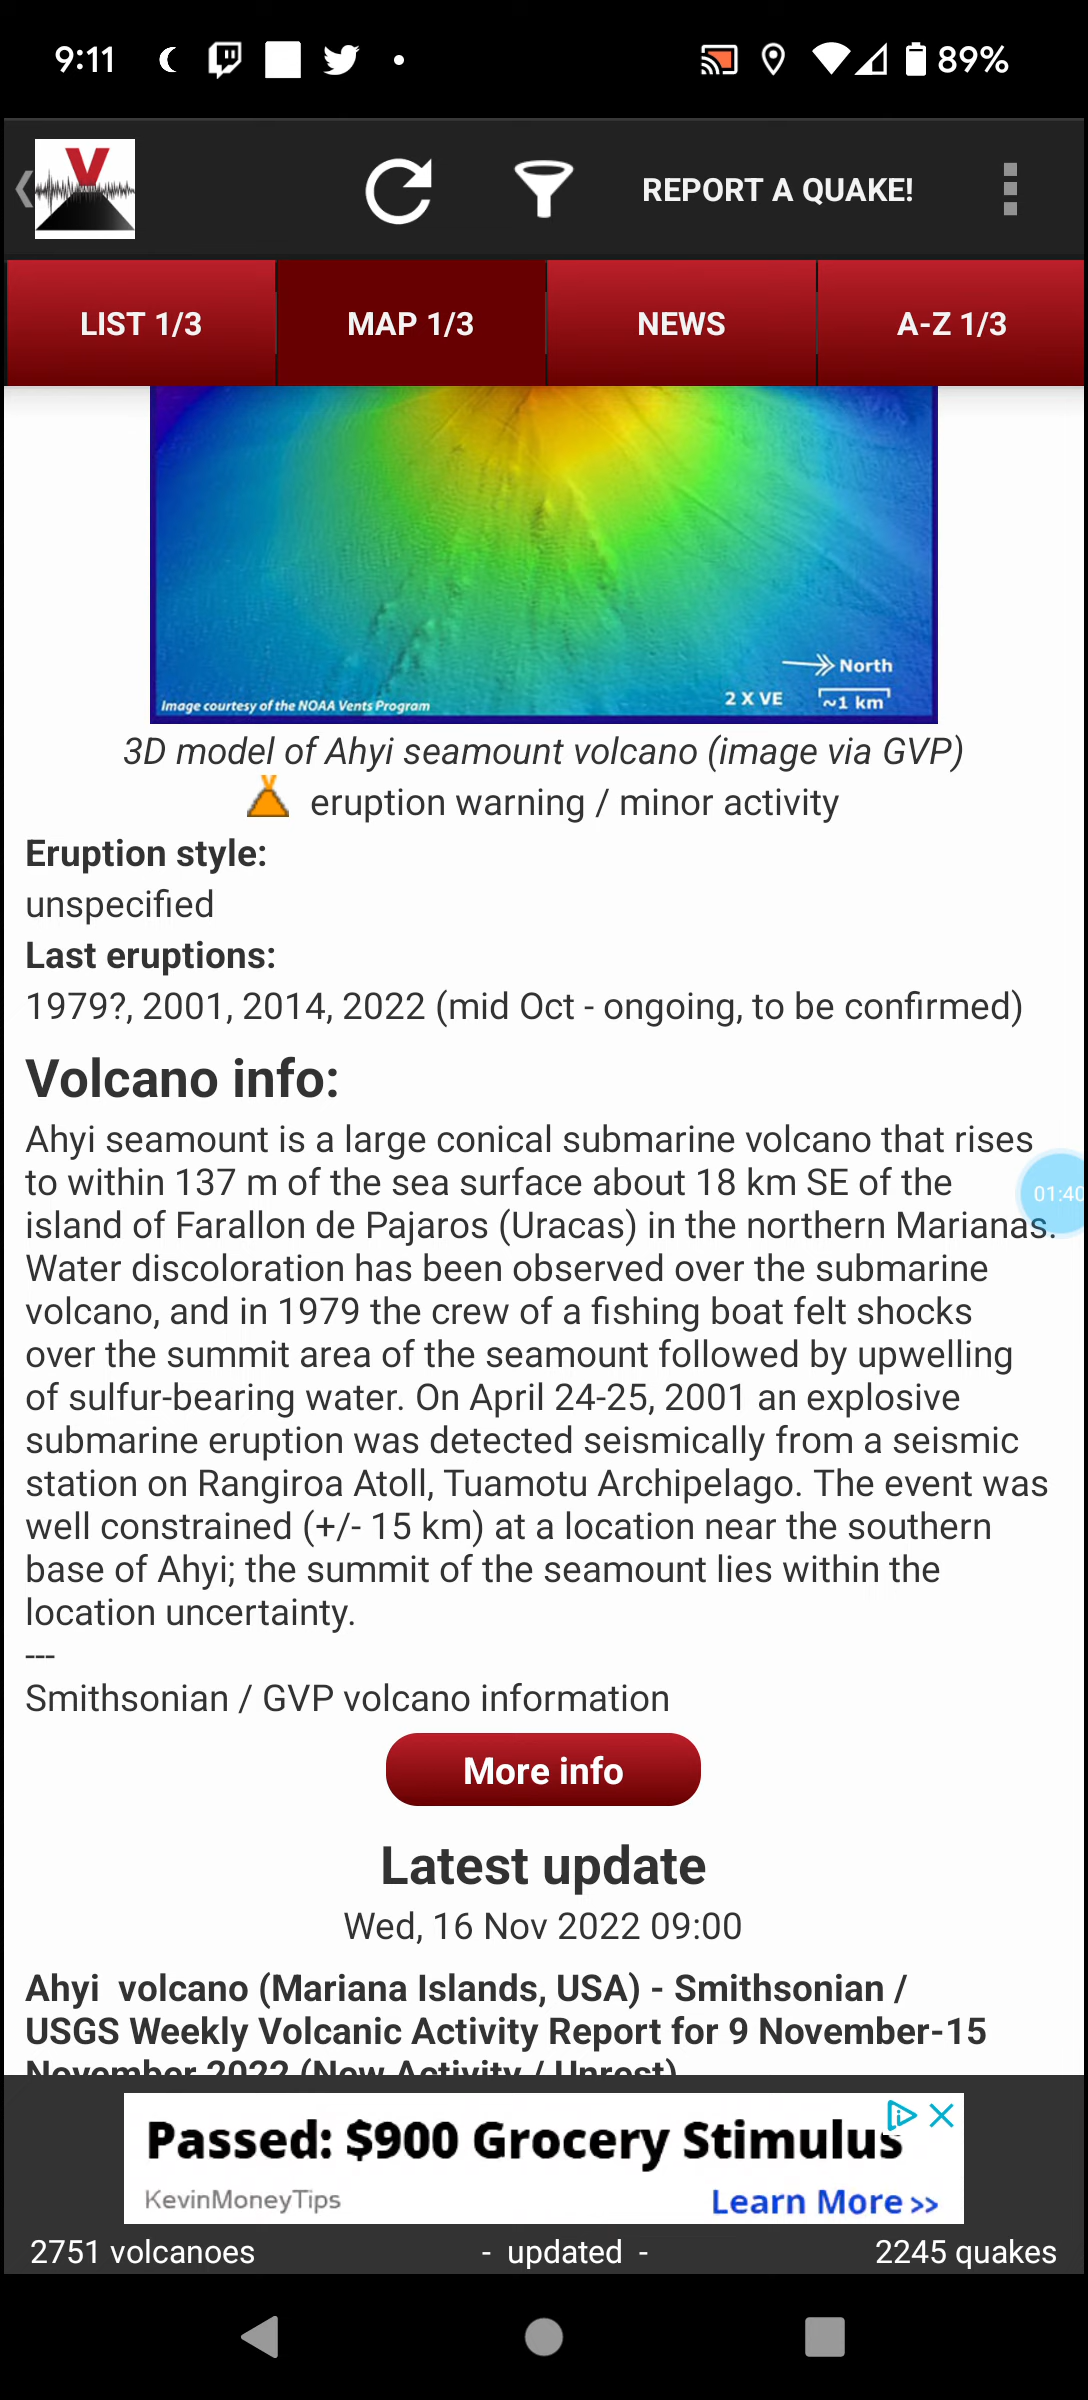 9:11
89%
V
REPORT A QUAKE!
LIST 1/3
MAP 1/3
NEWS
A-Z 1/3
North
Image courtesy of the NOAA Vents Program
2 X VE
~1 km
3D model of Ahyi seamount volcano (image via GVP)
eruption warning / minor activity
Eruption style:
unspecified
Last eruptions:
1979?, 2001, 2014, 2022 (mid Oct - ongoing, to be confirmed)
Volcano info:
Ahyi seamount is a large conical submarine volcano that rises
to within 137 m of the sea surface about 18 km SE of the
island of Farallon de Pajaros (Uracas) in the northern Marianas.
01:40
Water discoloration has been observed over the submarine
volcano, and in 1979 the crew of a fishing boat felt shocks
over the summit area of the seamount followed by upwelling
of sulfur-bearing water. On April 24-25, 2001 an explosive
submarine eruption was detected seismically from a seismic
station on Rangiroa Atoll, Tuamotu Archipelago. The event was
well constrained (+/- 15 km) at a location near the southern
base of Ahyi; the summit of the seamount lies within the
location uncertainty.
---
Smithsonian / GVP volcano information
More info
Latest update
Wed, 16 Nov 2022 09:00
Ahyi  volcano (Mariana Islands, USA) - Smithsonian /
USGS Weekly Volcanic Activity Report for 9 November-15
November 2022 (New Activity / Unrest)
Passed: $900 Grocery Stimulus
KevinMoneyTips
Learn More >>
2751 volcanoes
- updated -
2245 quakes